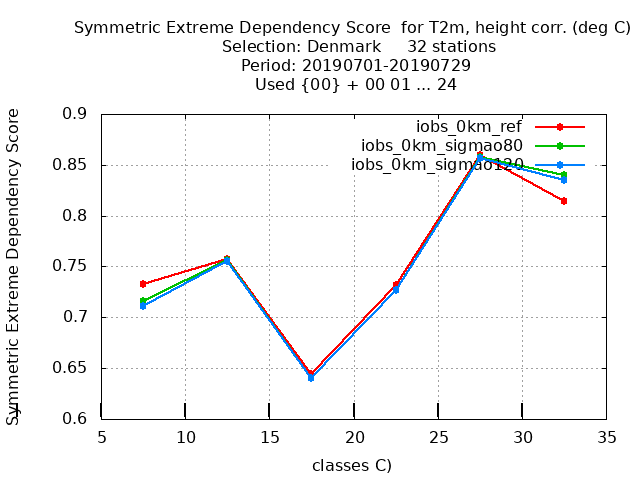 Symmetric Extreme Dependency Score for T2m, height corr. (deg C)
Selection: Denmark 32 stations
Period: 20190701-20190729
Used {00} + 00 01 ... 24
Symmetric Extreme Dependency Score
0.9
0.85
0.8
0.75
0.7
0.65
0.6
iobs_0km_ref
iobs_0km_sigmao80
iobs_0km_sigmao120
5
10
15
20
25
30
35
classes C)